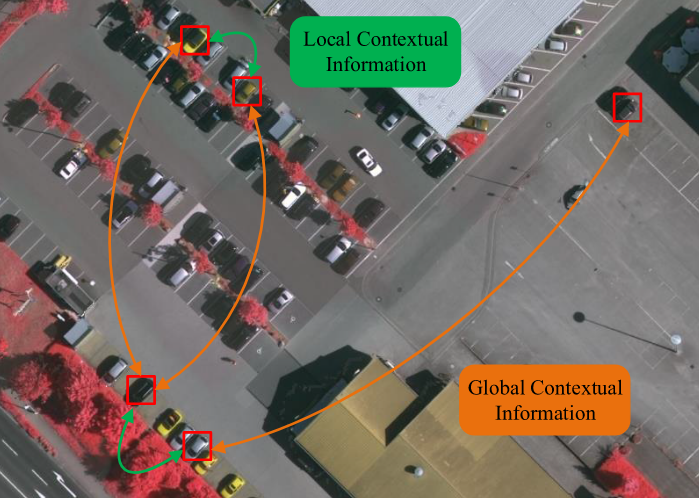 Local Contextual
Information
Global Contextual
Information